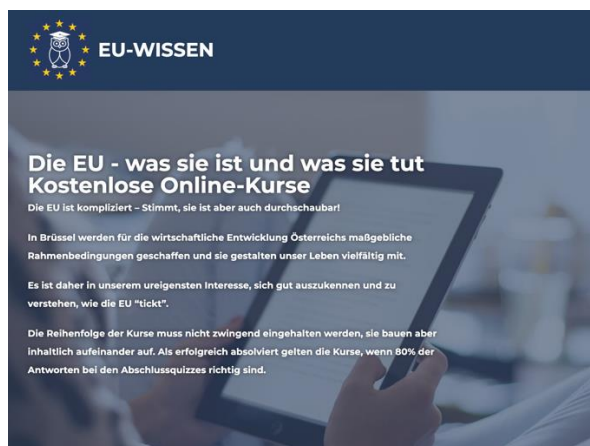 EU-WISSEN
Die EU - was sie ist und was sie tut
Kostenlose Online-Kurse
Die EU ist kompliziert – Stimmt, sie ist aber auch durchschaubar!
In Brüssel werden für die wirtschaftliche Entwicklung Österreichs maßgebliche
Rahmenbedingungen geschaffen und sie gestalten unser Leben vielfältig mit.
Es ist daher in unserem ureigensten Interesse, sich gut auszukennen und zu
verstehen, wie die EU “tickt”.
Die Reihenfolge der Kurse muss nicht zwingend eingehalten werden, sie bauen aber
inhaltlich aufeinander auf. Als erfolgreich absolviert gelten die Kurse, wenn 80% der
Antworten bei den Abschlussquizzes richtig sind.